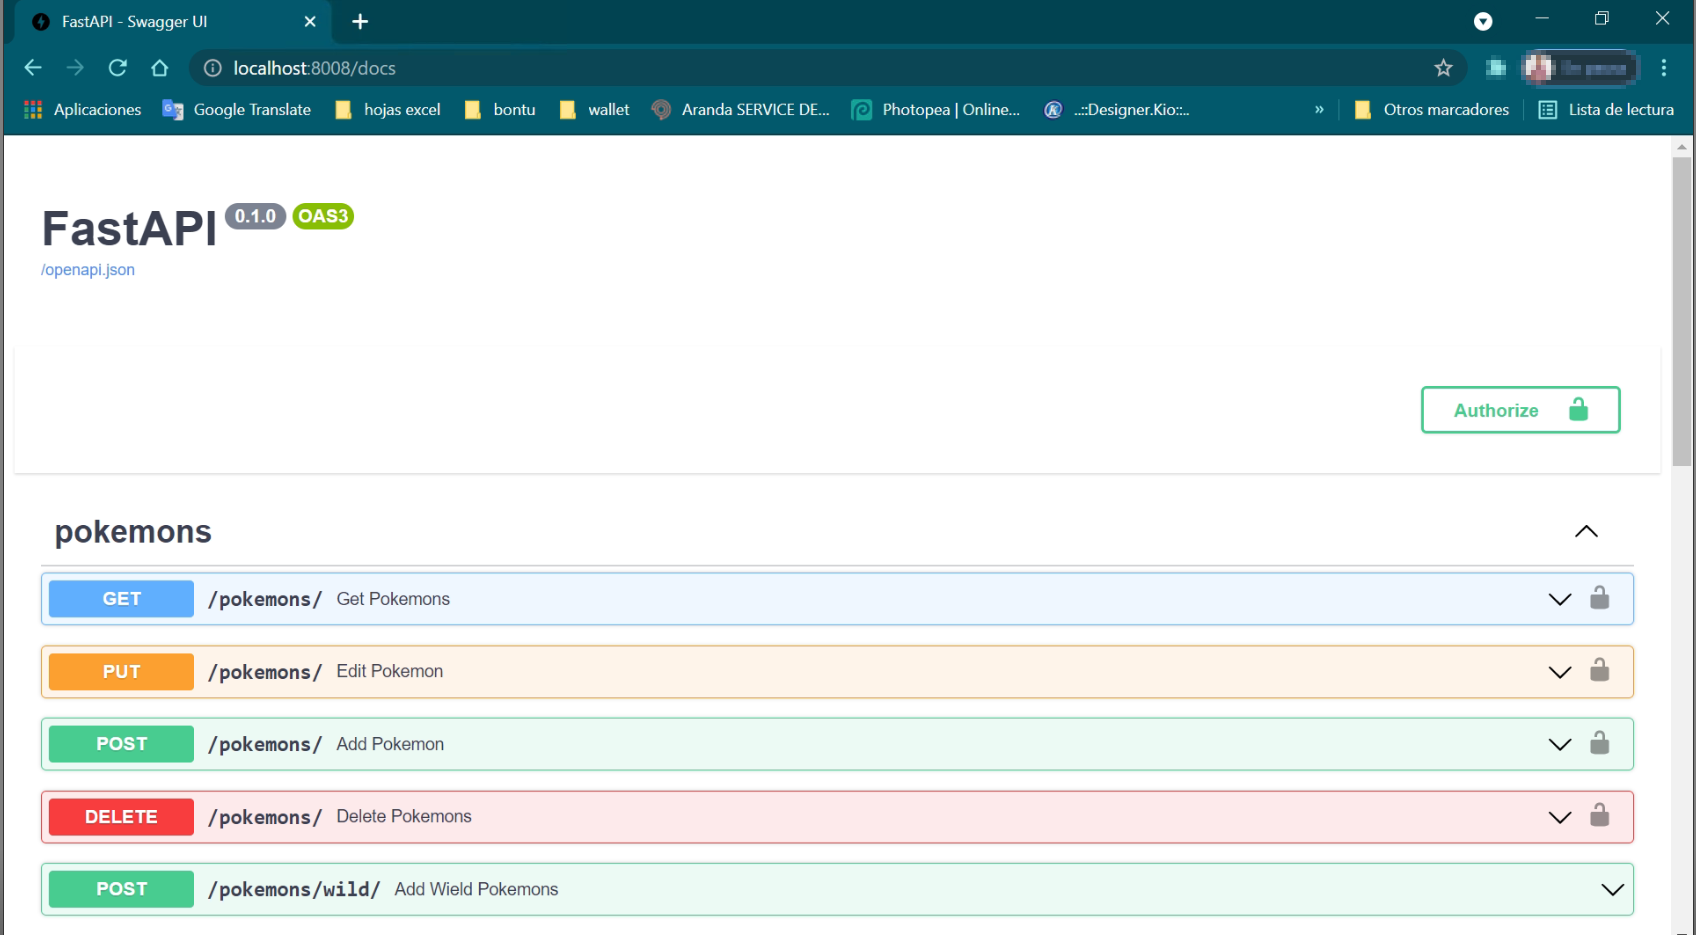 FastAPI - Swagger UI
localhost:8008/docs
Aplicaciones Google Translate hojas excel bontu wallet Aranda SERVICE DE... Photopea | Online... ..::Designer.Kio::.. » Otros marcadores Lista de lectura
FastAPI 0.1.0 OAS3
/openapi.json
Authorize
pokemons
GET /pokemons/ Get Pokemons
PUT /pokemons/ Edit Pokemon
POST /pokemons/ Add Pokemon
DELETE /pokemons/ Delete Pokemons
POST /pokemons/wild/ Add Wield Pokemons